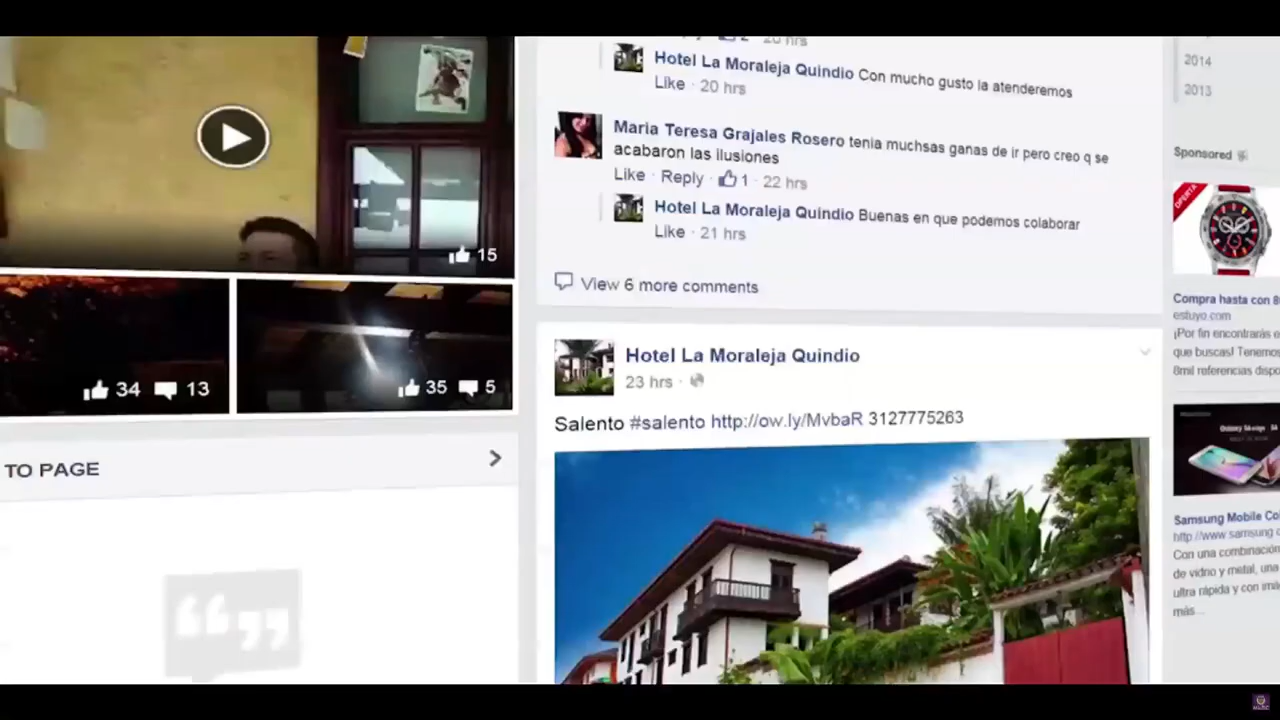 15
34
13
35
5
TO PAGE
Hotel La Moraleja Quindio Con mucho gusto la atenderemos
Like · 20 hrs
Maria Teresa Grajales Rosero tenia muchsas ganas de ir pero creo q se
acabaron las ilusiones
Like · Reply · 1 · 22 hrs
Hotel La Moraleja Quindio Buenas en que podemos colaborar
Like · 21 hrs
View 6 more comments
Hotel La Moraleja Quindio
23 hrs ·
Salento #salento http://ow.ly/MvbaR 3127775263
2014
2013
Sponsored
OFERTA
Compra hasta con 8
estuyo.com
¡Por fin encontrarás e
que buscas! Tenemos
8mil referencias dispo
Samsung Mobile Co
http://www.samsung.c
Con una combinación
de vidrio y metal, una
ultra rápida y con imá
más...